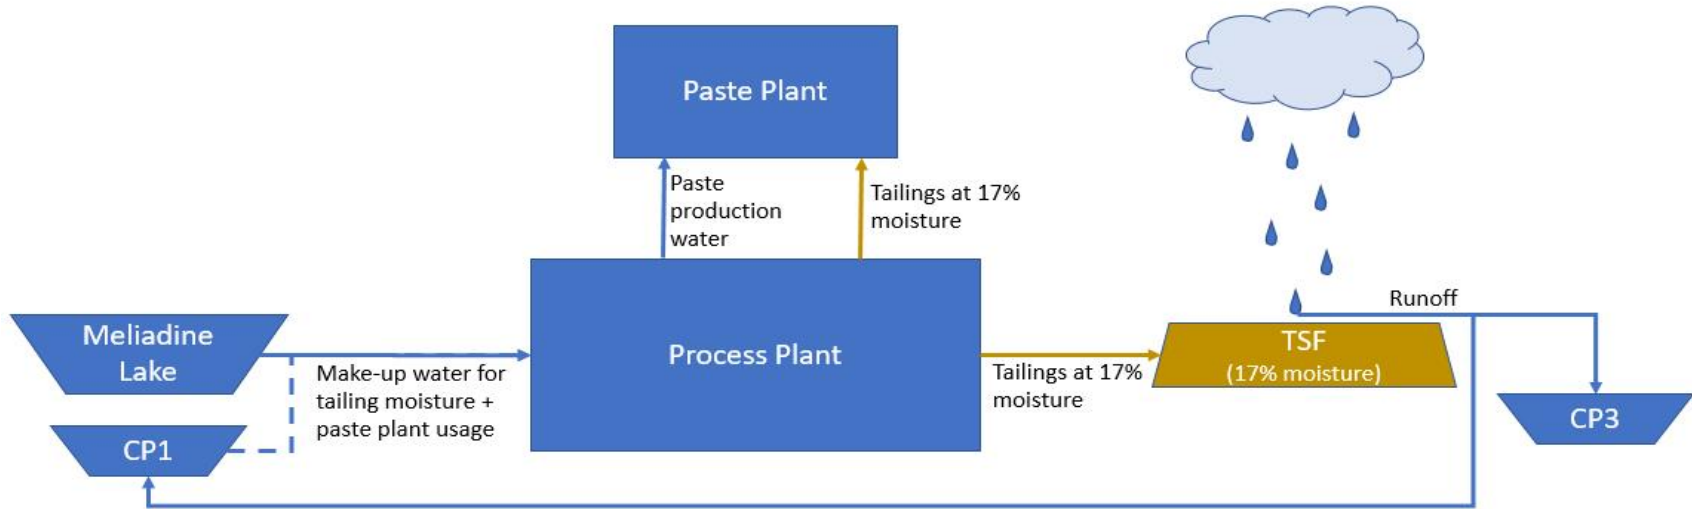 Paste Plant
Paste
production
water
Tailings at 17%
moisture
Runoff
Meliadine
Lake
Make-up water for
tailing moisture +
paste plant usage
Process Plant
Tailings at 17%
moisture
TSF
(17% moisture)
CP3
CP1